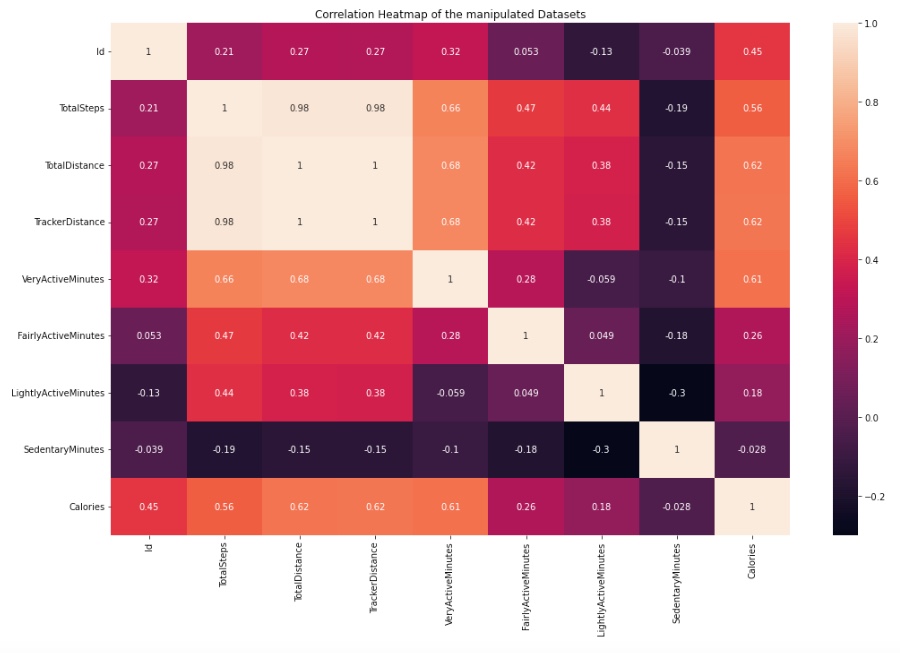 Correlation Heatmap of the manipulated Datasets
Id 1 0.21 0.27 0.27 0.32 0.053 -0.13 -0.039 0.45
TotalSteps 0.21 1 0.98 0.98 0.66 0.47 0.44 -0.19 0.56
TotalDistance 0.27 0.98 1 1 0.68 0.42 0.38 -0.15 0.62
TrackerDistance 0.27 0.98 1 1 0.68 0.42 0.38 -0.15 0.62
VeryActiveMinutes 0.32 0.66 0.68 0.68 1 0.28 -0.059 -0.1 0.61
FairlyActiveMinutes 0.053 0.47 0.42 0.42 0.28 1 0.049 -0.18 0.26
LightlyActiveMinutes -0.13 0.44 0.38 0.38 -0.059 0.049 1 -0.3 0.18
SedentaryMinutes -0.039 -0.19 -0.15 -0.15 -0.1 -0.18 -0.3 1 -0.028
Calories 0.45 0.56 0.62 0.62 0.61 0.26 0.18 -0.028 1
Id
TotalSteps
TotalDistance
TrackerDistance
VeryActiveMinutes
FairlyActiveMinutes
LightlyActiveMinutes
SedentaryMinutes
Calories
1.0
0.8
0.6
0.4
0.2
0.0
−0.2